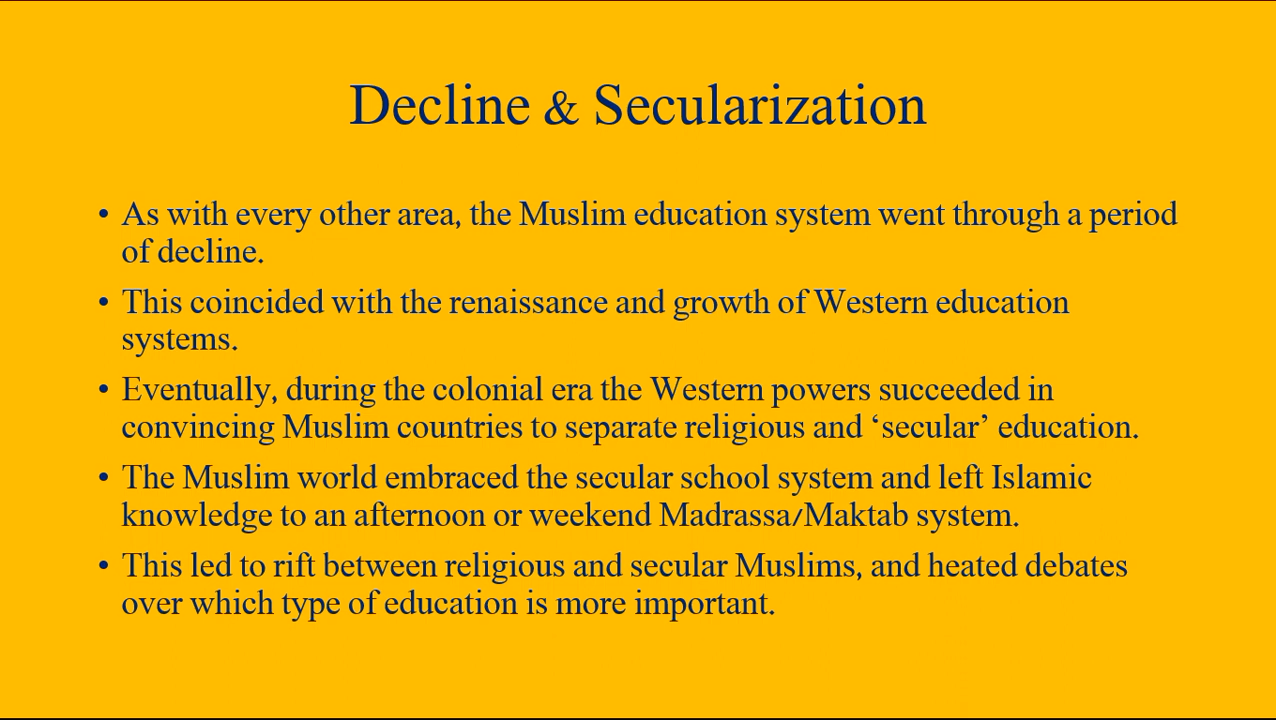 Decline & Secularization
• As with every other area, the Muslim education system went through a period
of decline.
• This coincided with the renaissance and growth of Western education
systems.
• Eventually, during the colonial era the Western powers succeeded in
convincing Muslim countries to separate religious and ‘secular’ education.
• The Muslim world embraced the secular school system and left Islamic
knowledge to an afternoon or weekend Madrassa/Maktab system.
• This led to rift between religious and secular Muslims, and heated debates
over which type of education is more important.